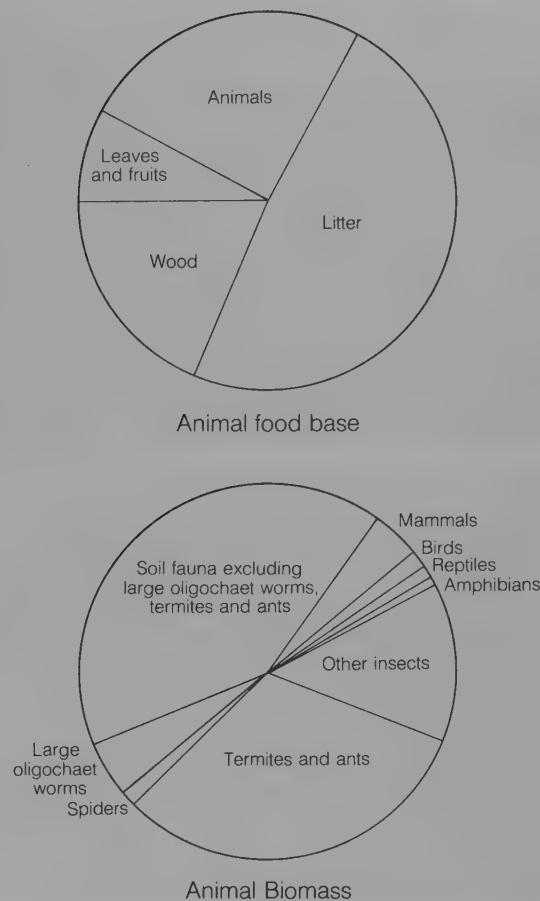 Animals
Leaves
and fruits
Litter
Wood
Animal food base
Mammals
Birds
Reptiles
Amphibians
Soil fauna excluding
large oligochaet worms,
termites and ants
Other insects
Large
oligochaet
worms
Spiders
Termites and ants
Animal Biomass